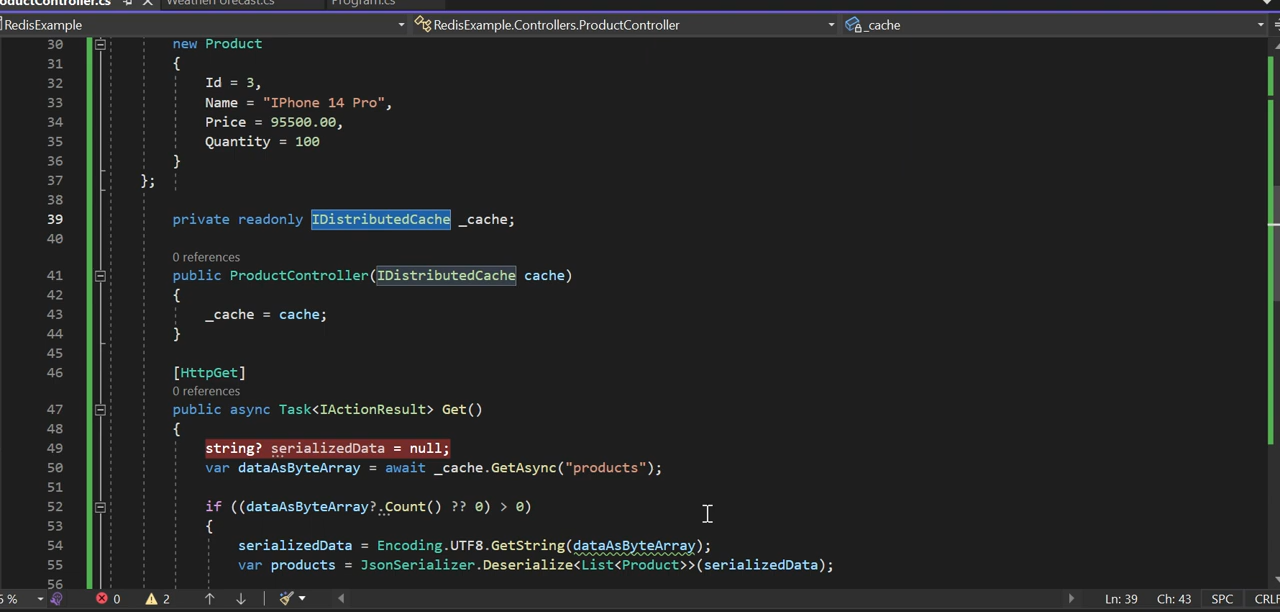 oductController.cs WeatherForecast.cs Program.cs
RedisExample RedisExample.Controllers.ProductController _cache
30 new Product
31 {
32 Id = 3,
33 Name = "IPhone 14 Pro",
34 Price = 95500.00,
35 Quantity = 100
36 }
37 };
38
39 private readonly IDistributedCache _cache;
40
0 references
41 public ProductController(IDistributedCache cache)
42 {
43 _cache = cache;
44 }
45
46 [HttpGet]
0 references
47 public async Task<IActionResult> Get()
48 {
49 string? serializedData = null;
50 var dataAsByteArray = await _cache.GetAsync("products");
51
52 if ((dataAsByteArray?.Count() ?? 0) > 0)
53 {
54 serializedData = Encoding.UTF8.GetString(dataAsByteArray);
55 var products = JsonSerializer.Deserialize<List<Product>>(serializedData);
56
5 % 0 2 Ln: 39 Ch: 43 SPC CRLF